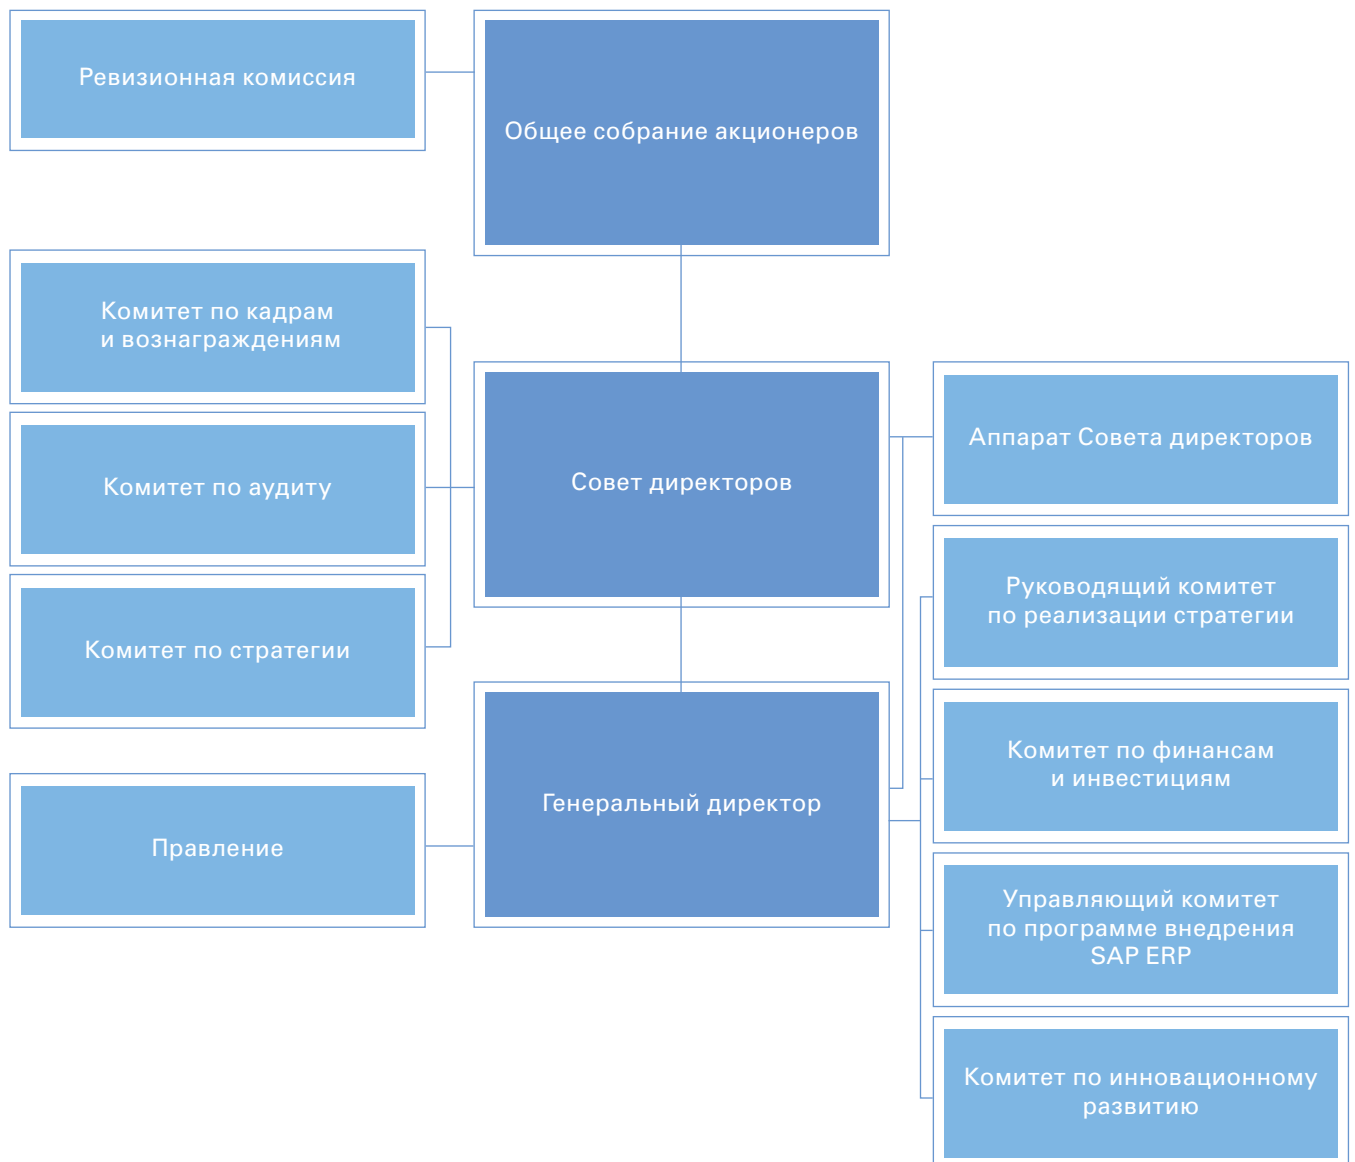 Ревизионная комиссия
Общее собрание акционеров
Комитет по кадрам
и вознаграждениям
Комитет по аудиту
Комитет по стратегии
Совет директоров
Аппарат Совета директоров
Руководящий комитет
по реализации стратегии
Правление
Генеральный директор
Комитет по финансам
и инвестициям
Управляющий комитет
по программе внедрения
SAP ERP
Комитет по инновационному
развитию